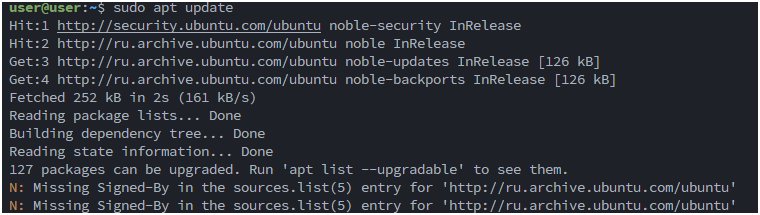 user@user:~$ sudo apt update
Hit:1 http://security.ubuntu.com/ubuntu noble-security InRelease
Hit:2 http://ru.archive.ubuntu.com/ubuntu noble InRelease
Get:3 http://ru.archive.ubuntu.com/ubuntu noble-updates InRelease [126 kB]
Get:4 http://ru.archive.ubuntu.com/ubuntu noble-backports InRelease [126 kB]
Fetched 252 kB in 2s (161 kB/s)
Reading package lists... Done
Building dependency tree... Done
Reading state information... Done
127 packages can be upgraded. Run 'apt list --upgradable' to see them.
N: Missing Signed-By in the sources.list(5) entry for 'http://ru.archive.ubuntu.com/ubuntu'
N: Missing Signed-By in the sources.list(5) entry for 'http://ru.archive.ubuntu.com/ubuntu'